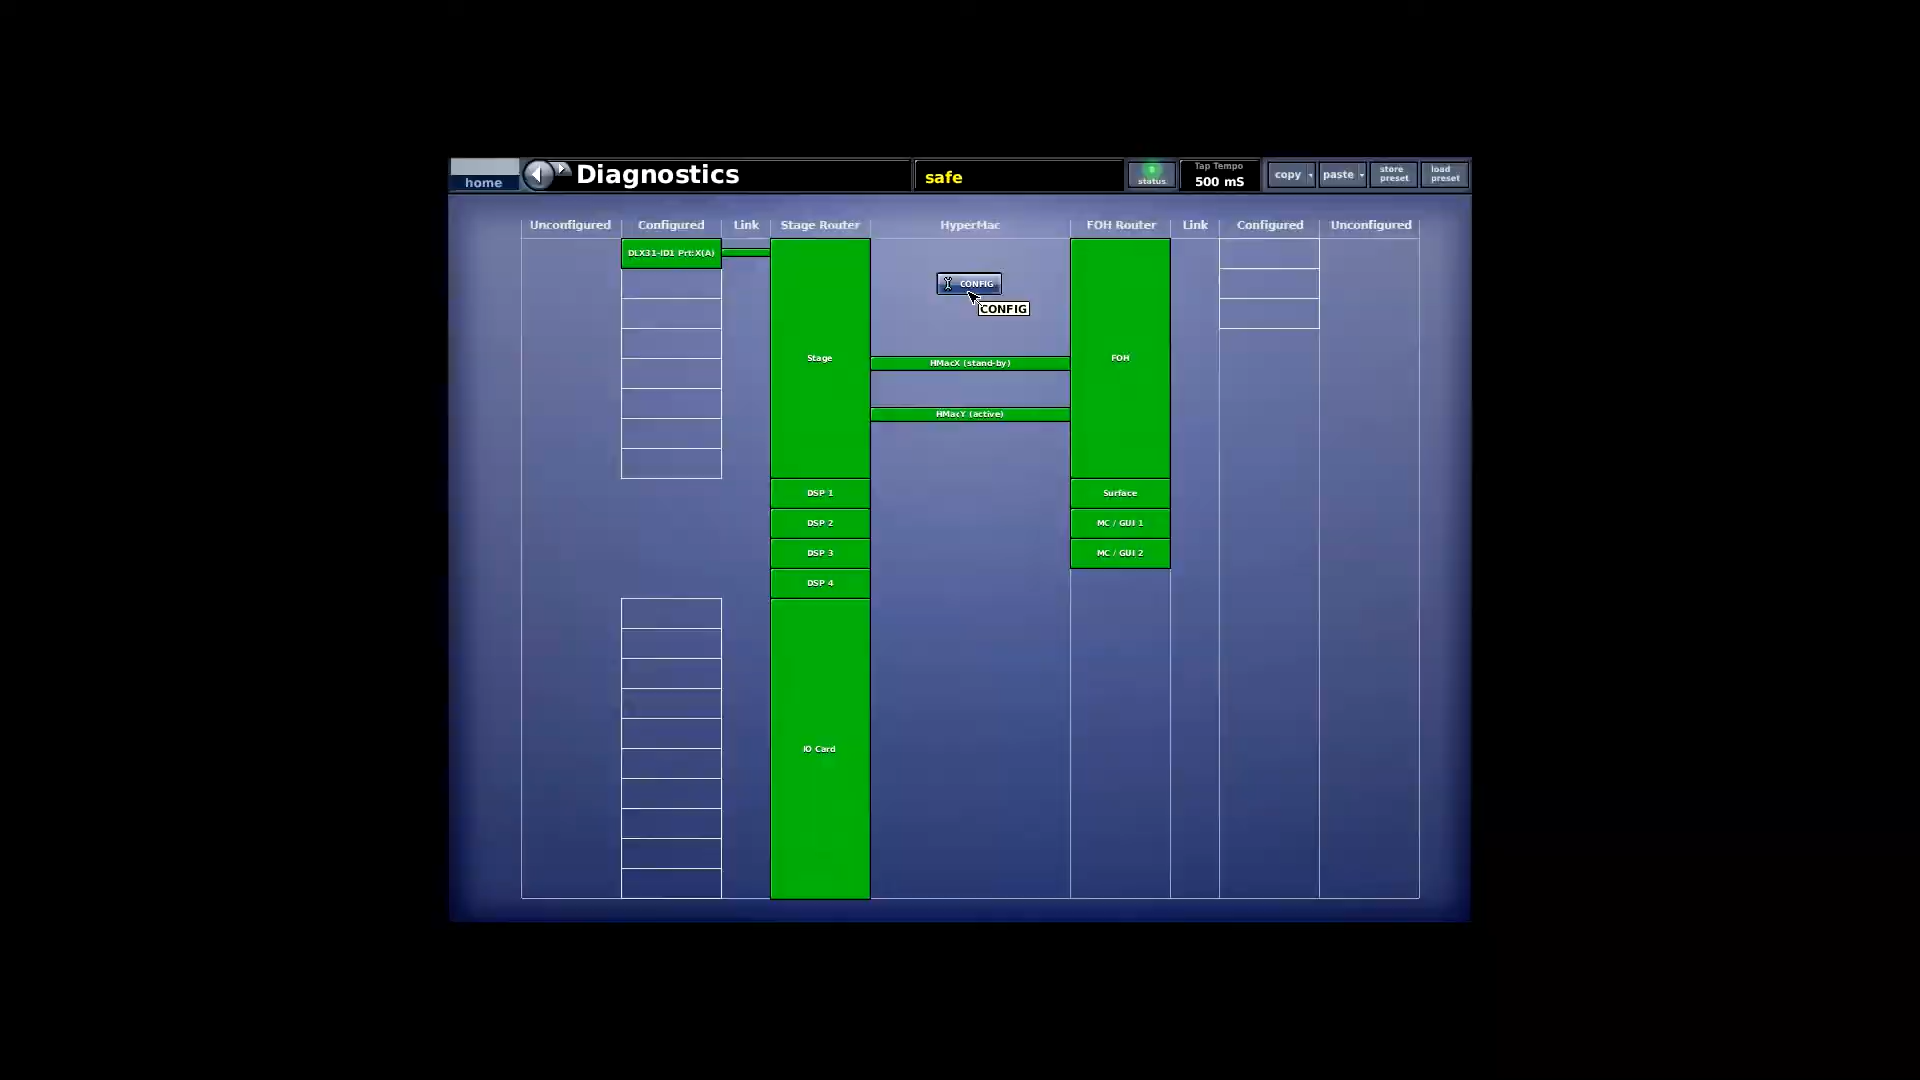 home
Diagnostics
safe
status
Tap Tempo
500 mS
copy
paste
store
preset
load
preset
Unconfigured Configured Link Stage Router HyperMac FOH Router Link Configured Unconfigured
DLX31-ID1 Prt:X(A)
CONFIG
CONFIG
Stage
FOH
HMacX (stand-by)
HMacY (active)
DSP 1
Surface
DSP 2
MC / GUI 1
DSP 3
MC / GUI 2
DSP 4
IO Card